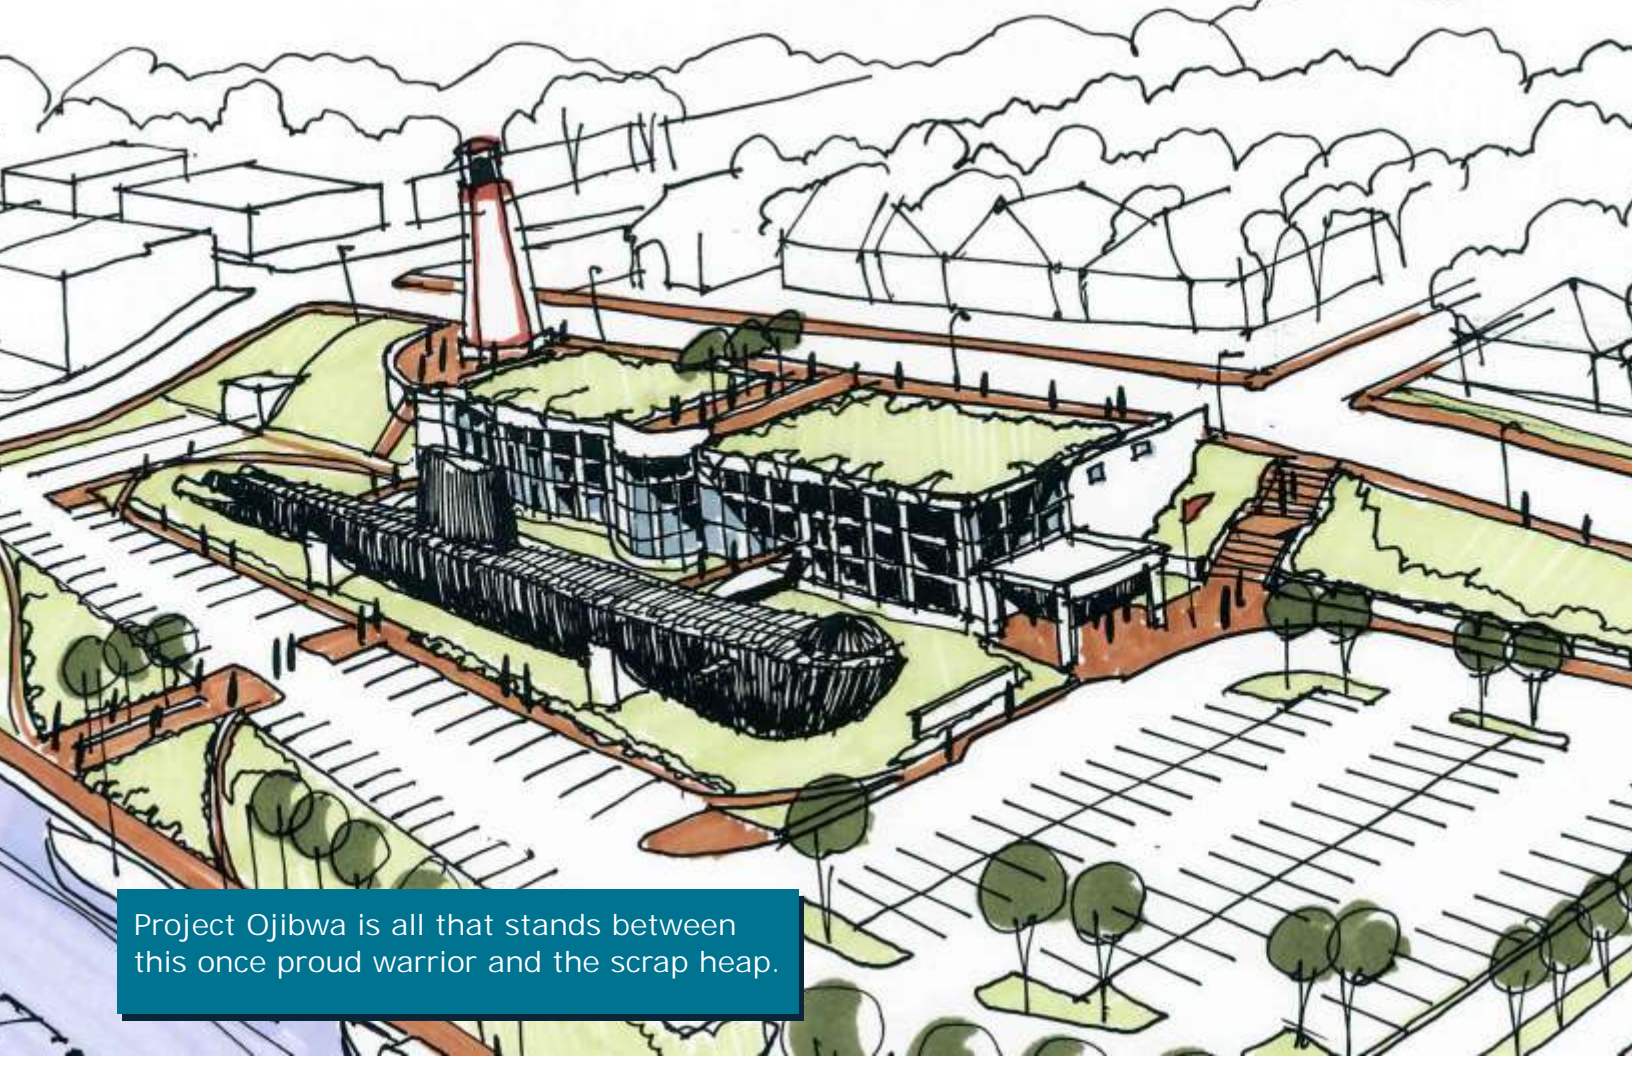 Project Ojibwa is all that stands between
this once proud warrior and the scrap heap.